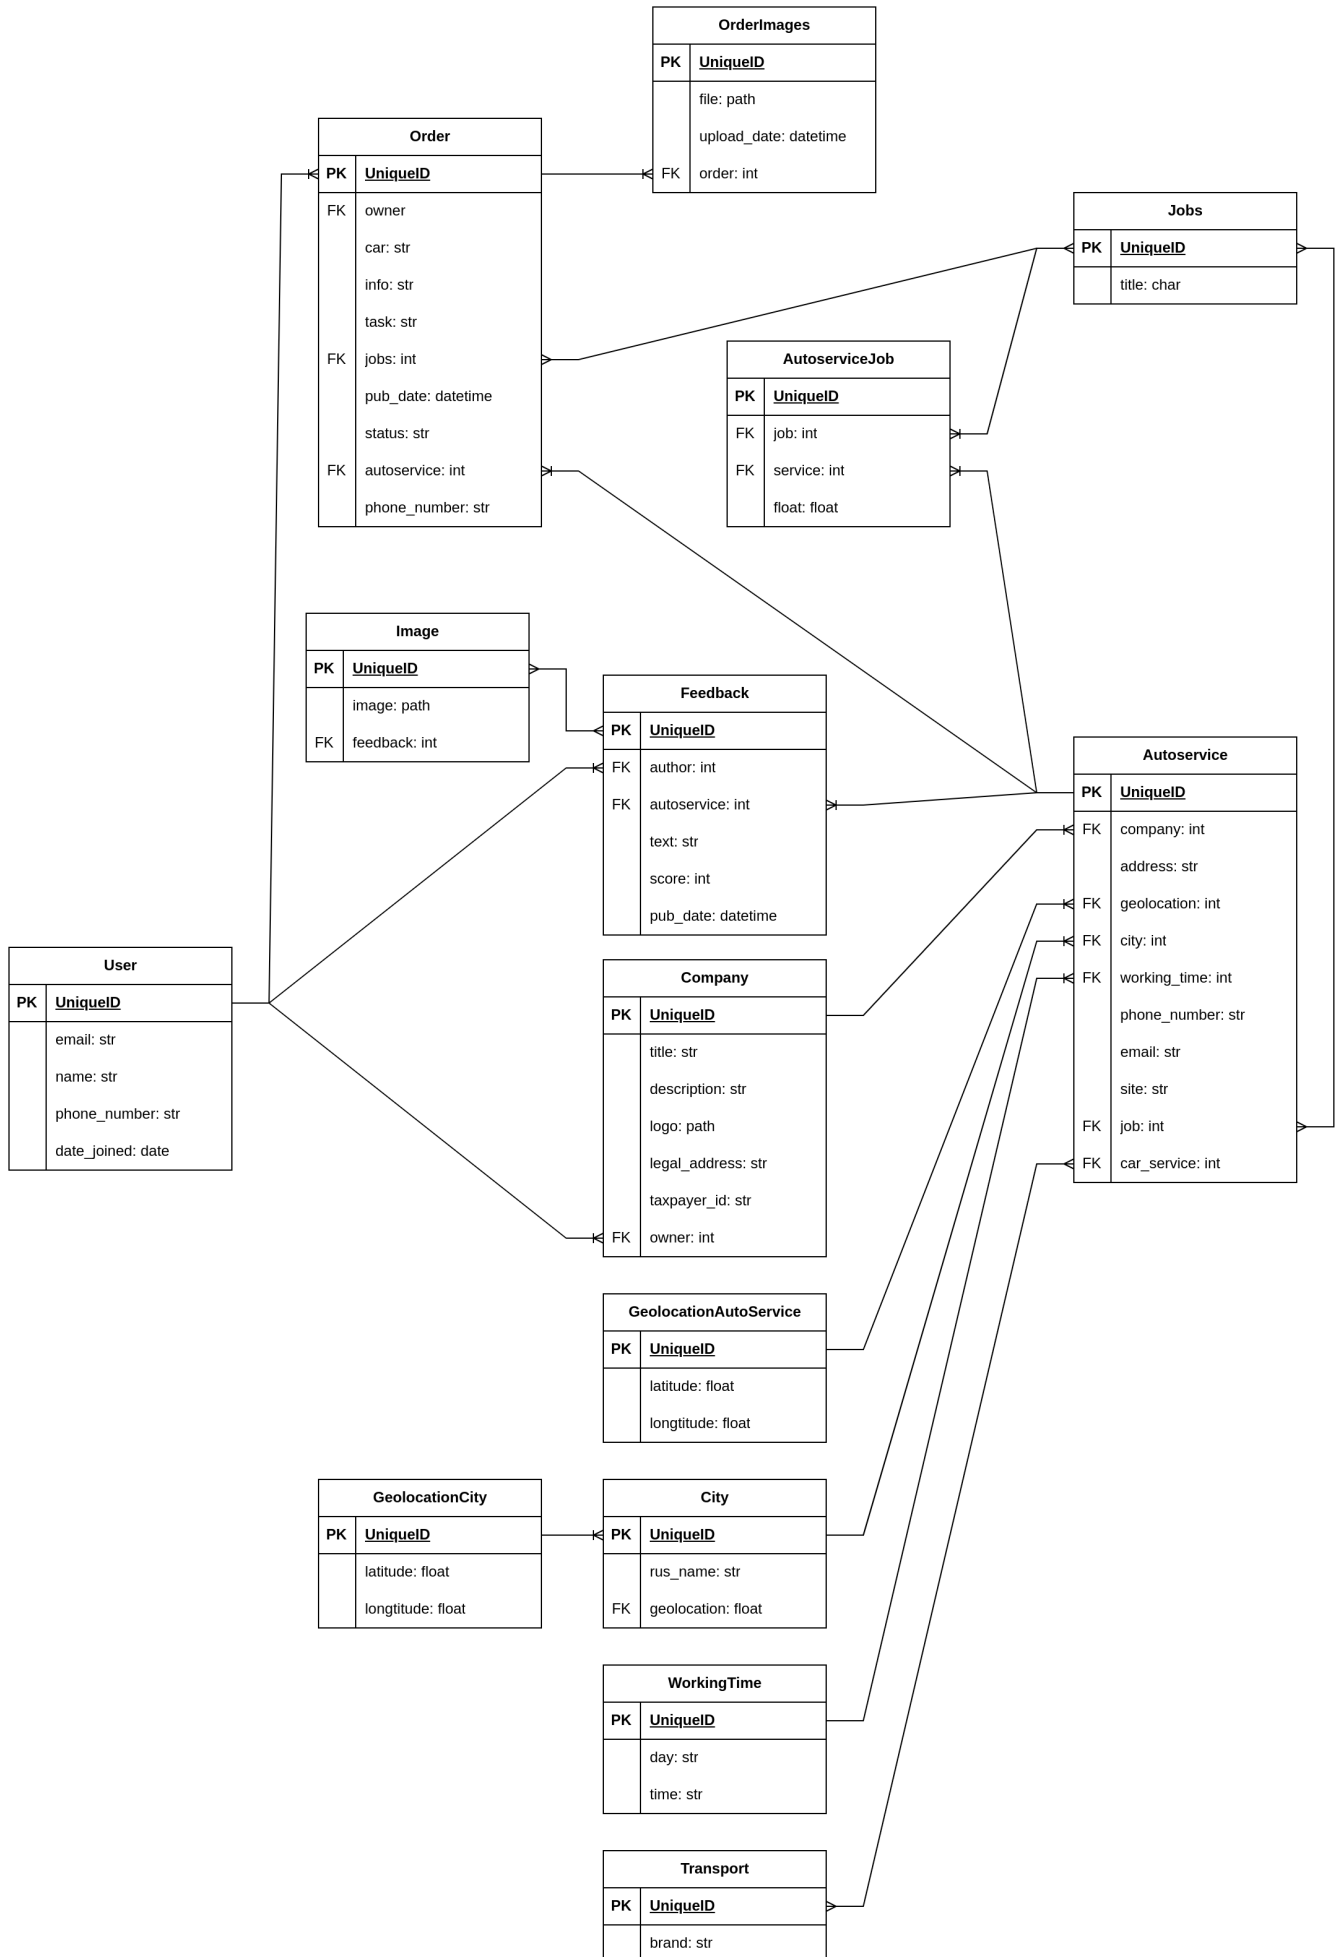 OrderImages
PK UniqueID
file: path
upload_date: datetime
FK order: int
Order
PK UniqueID
FK owner
car: str
info: str
task: str
FK jobs: int
pub_date: datetime
status: str
FK autoservice: int
phone_number: str
Jobs
PK UniqueID
title: char
AutoserviceJob
PK UniqueID
FK job: int
FK service: int
float: float
Image
PK UniqueID
image: path
FK feedback: int
Feedback
PK UniqueID
FK author: int
FK autoservice: int
text: str
score: int
pub_date: datetime
Autoservice
PK UniqueID
FK company: int
address: str
FK geolocation: int
FK city: int
FK working_time: int
phone_number: str
email: str
site: str
FK job: int
FK car_service: int
User
PK UniqueID
email: str
name: str
phone_number: str
date_joined: date
Company
PK UniqueID
title: str
description: str
logo: path
legal_address: str
taxpayer_id: str
FK owner: int
GeolocationAutoService
PK UniqueID
latitude: float
longtitude: float
GeolocationCity
PK UniqueID
latitude: float
longtitude: float
City
PK UniqueID
rus_name: str
FK geolocation: float
WorkingTime
PK UniqueID
day: str
time: str
Transport
PK UniqueID
brand: str